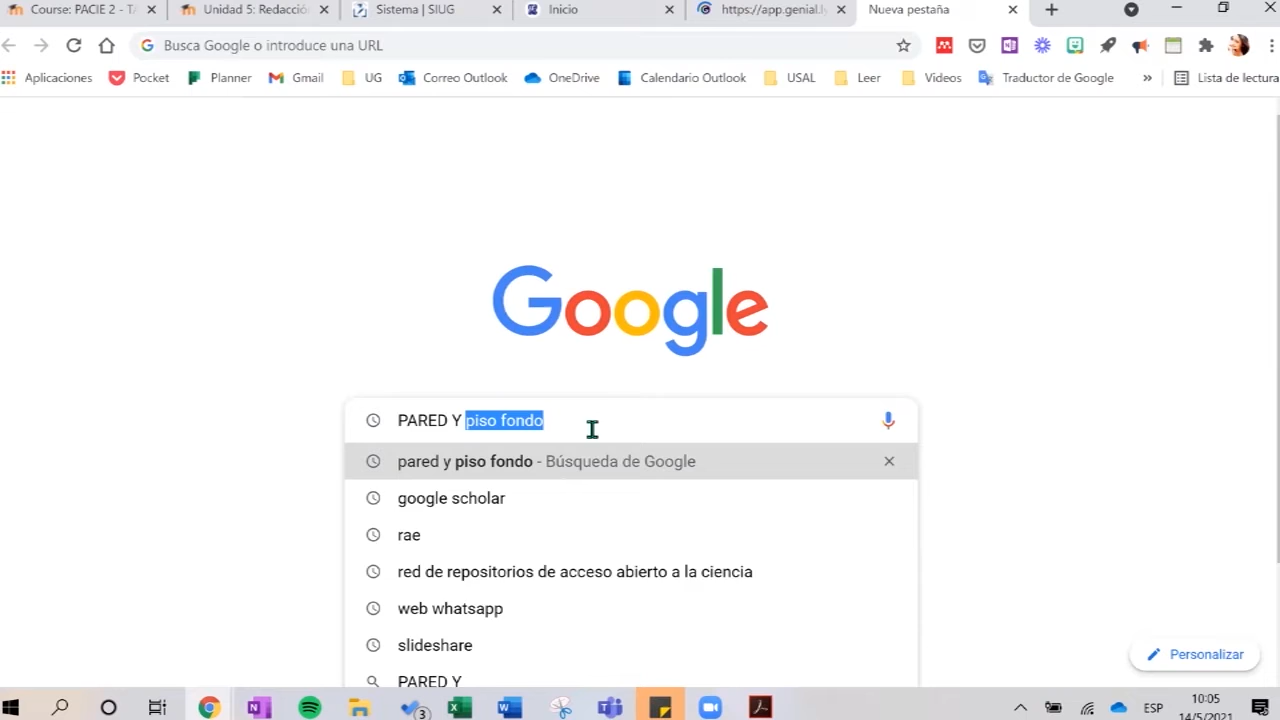 Course: PACIE 2 - TA
Unidad 5: Redacció
Sistema | SIUG
Inicio
https://app.genial.ly
Nueva pestaña
Busca Google o introduce una URL
Aplicaciones
Pocket
Planner
Gmail
UG
Correo Outlook
OneDrive
Calendario Outlook
USAL
Leer
Videos
Traductor de Google
»
Lista de lectura
Google
PARED Y piso fondo
pared y piso fondo - Búsqueda de Google
google scholar
rae
red de repositorios de acceso abierto a la ciencia
web whatsapp
slideshare
PARED Y
Personalizar
3
ESP
10:05
14/5/2021